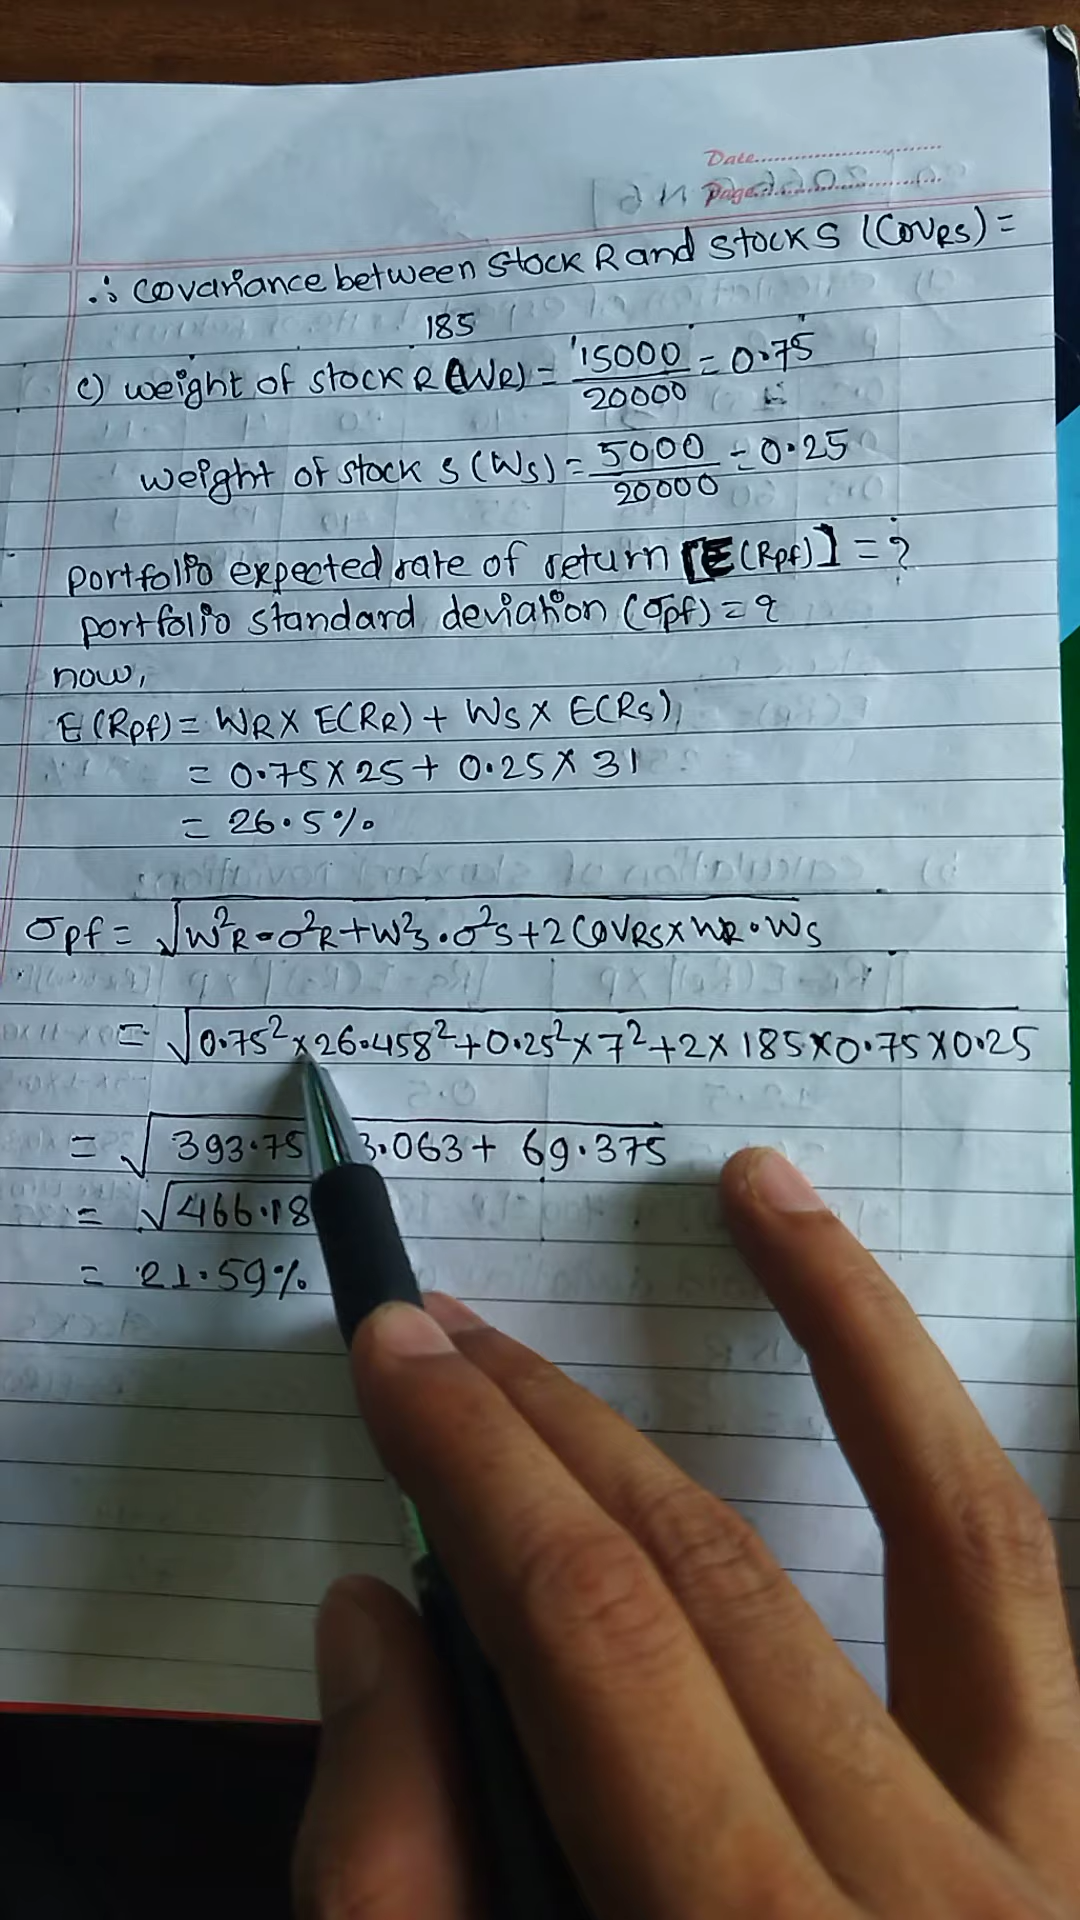 Date..............................
Page..............................
∴ covariance between stock R and stock S (CovRS) =
185
c) weight of stock R (WR) = 15000/20000 = 0.75
weight of stock S (WS) = 5000/20000 = 0.25
portfolio expected rate of return [E(Rpf)] = ?
portfolio standard deviation (σpf) = ?
now,
E(Rpf) = WR X E(RR) + WS X E(RS)
= 0.75 X 25 + 0.25 X 31
= 26.5%
σpf = √W²R · σ²R + W²S · σ²S + 2 COVRS x WR · WS
= √0.75² x 26.458² + 0.25² x 7² + 2 x 185 x 0.75 x 0.25
= √393.75 3.063 + 69.375
= √466.18
= 21.59%